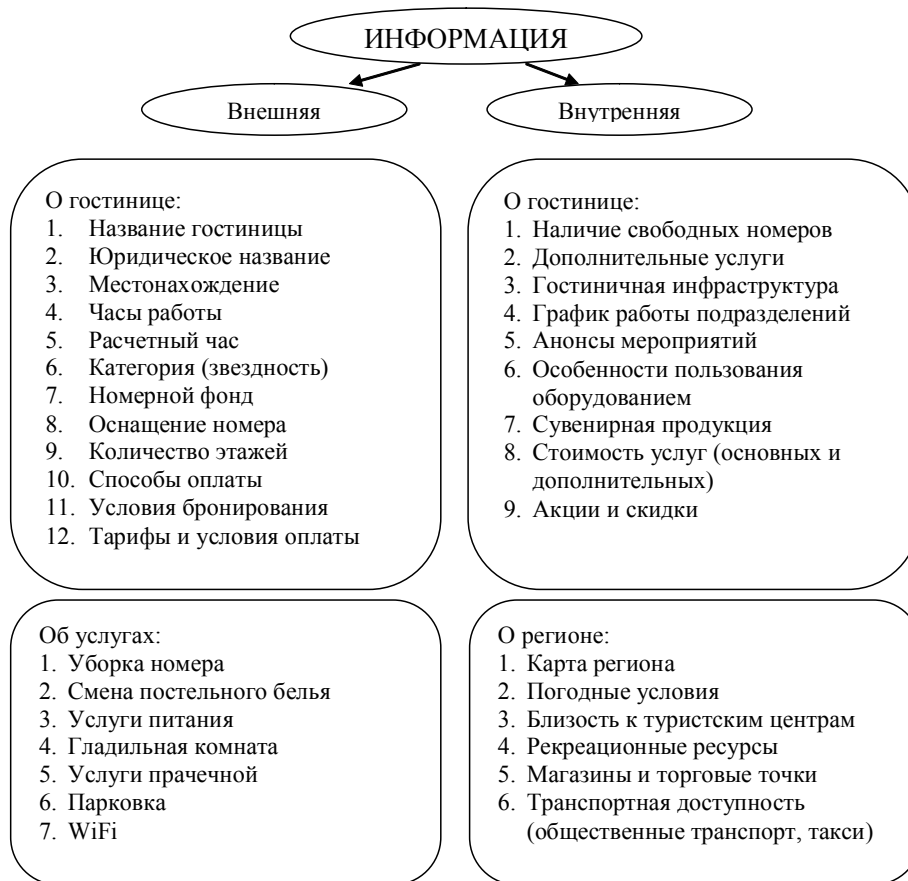 ИНФОРМАЦИЯ
Внешняя
Внутренняя
О гостинице:
1. Название гостиницы
2. Юридическое название
3. Местонахождение
4. Часы работы
5. Расчетный час
6. Категория (звездность)
7. Номерной фонд
8. Оснащение номера
9. Количество этажей
10. Способы оплаты
11. Условия бронирования
12. Тарифы и условия оплаты
О гостинице:
1. Наличие свободных номеров
2. Дополнительные услуги
3. Гостиничная инфраструктура
4. График работы подразделений
5. Анонсы мероприятий
6. Особенности пользования
оборудованием
7. Сувенирная продукция
8. Стоимость услуг (основных и
дополнительных)
9. Акции и скидки
Об услугах:
1. Уборка номера
2. Смена постельного белья
3. Услуги питания
4. Гладильная комната
5. Услуги прачечной
6. Парковка
7. WiFi
О регионе:
1. Карта региона
2. Погодные условия
3. Близость к туристским центрам
4. Рекреационные ресурсы
5. Магазины и торговые точки
6. Транспортная доступность
(общественные транспорт, такси)